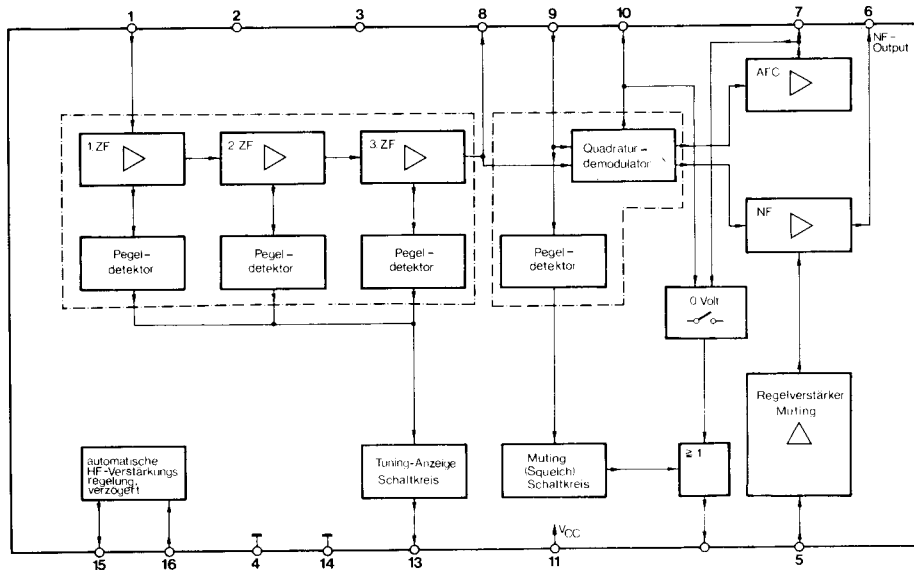 1 2 3 8 9 10 7 6
NF-
Output
AFC
1.ZF
2.ZF
3.ZF
Quadratur-
demodulator
NF
Pegel-
detektor
Pegel-
detektor
Pegel-
detektor
Pegel-
detektor
0 Volt
Regelverstärker
Muting
automatische
HF-Verstärkungs
regelung,
verzögert
Tuning-Anzeige
Schaltkreis
Muting
(Squelch)
Schaltkreis
≧ 1
VCC
15 16 4 14 13 11 5